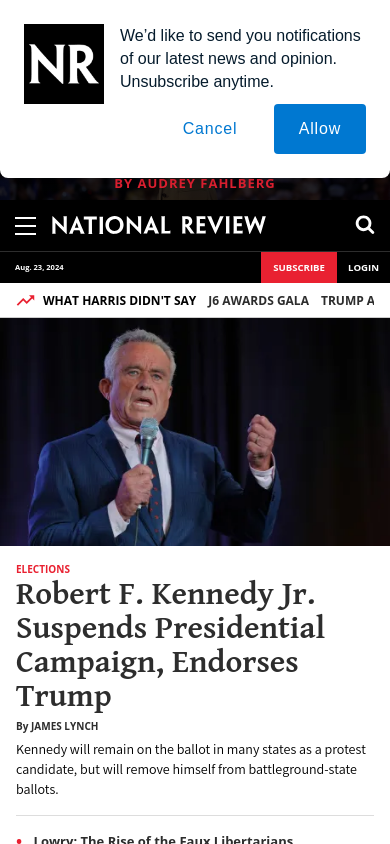 NR
We'd like to send you notifications
of our latest news and opinion.
Unsubscribe anytime.
Cancel
Allow
BY AUDREY FAHLBERG
NATIONAL REVIEW
Aug. 23, 2024
SUBSCRIBE
LOGIN
WHAT HARRIS DIDN'T SAY J6 AWARDS GALA TRUMP A
ELECTIONS
Robert F. Kennedy Jr.
Suspends Presidential
Campaign, Endorses
Trump
By JAMES LYNCH
Kennedy will remain on the ballot in many states as a protest
candidate, but will remove himself from battleground-state
ballots.
• Lowry: The Rise of the Faux Libertarians